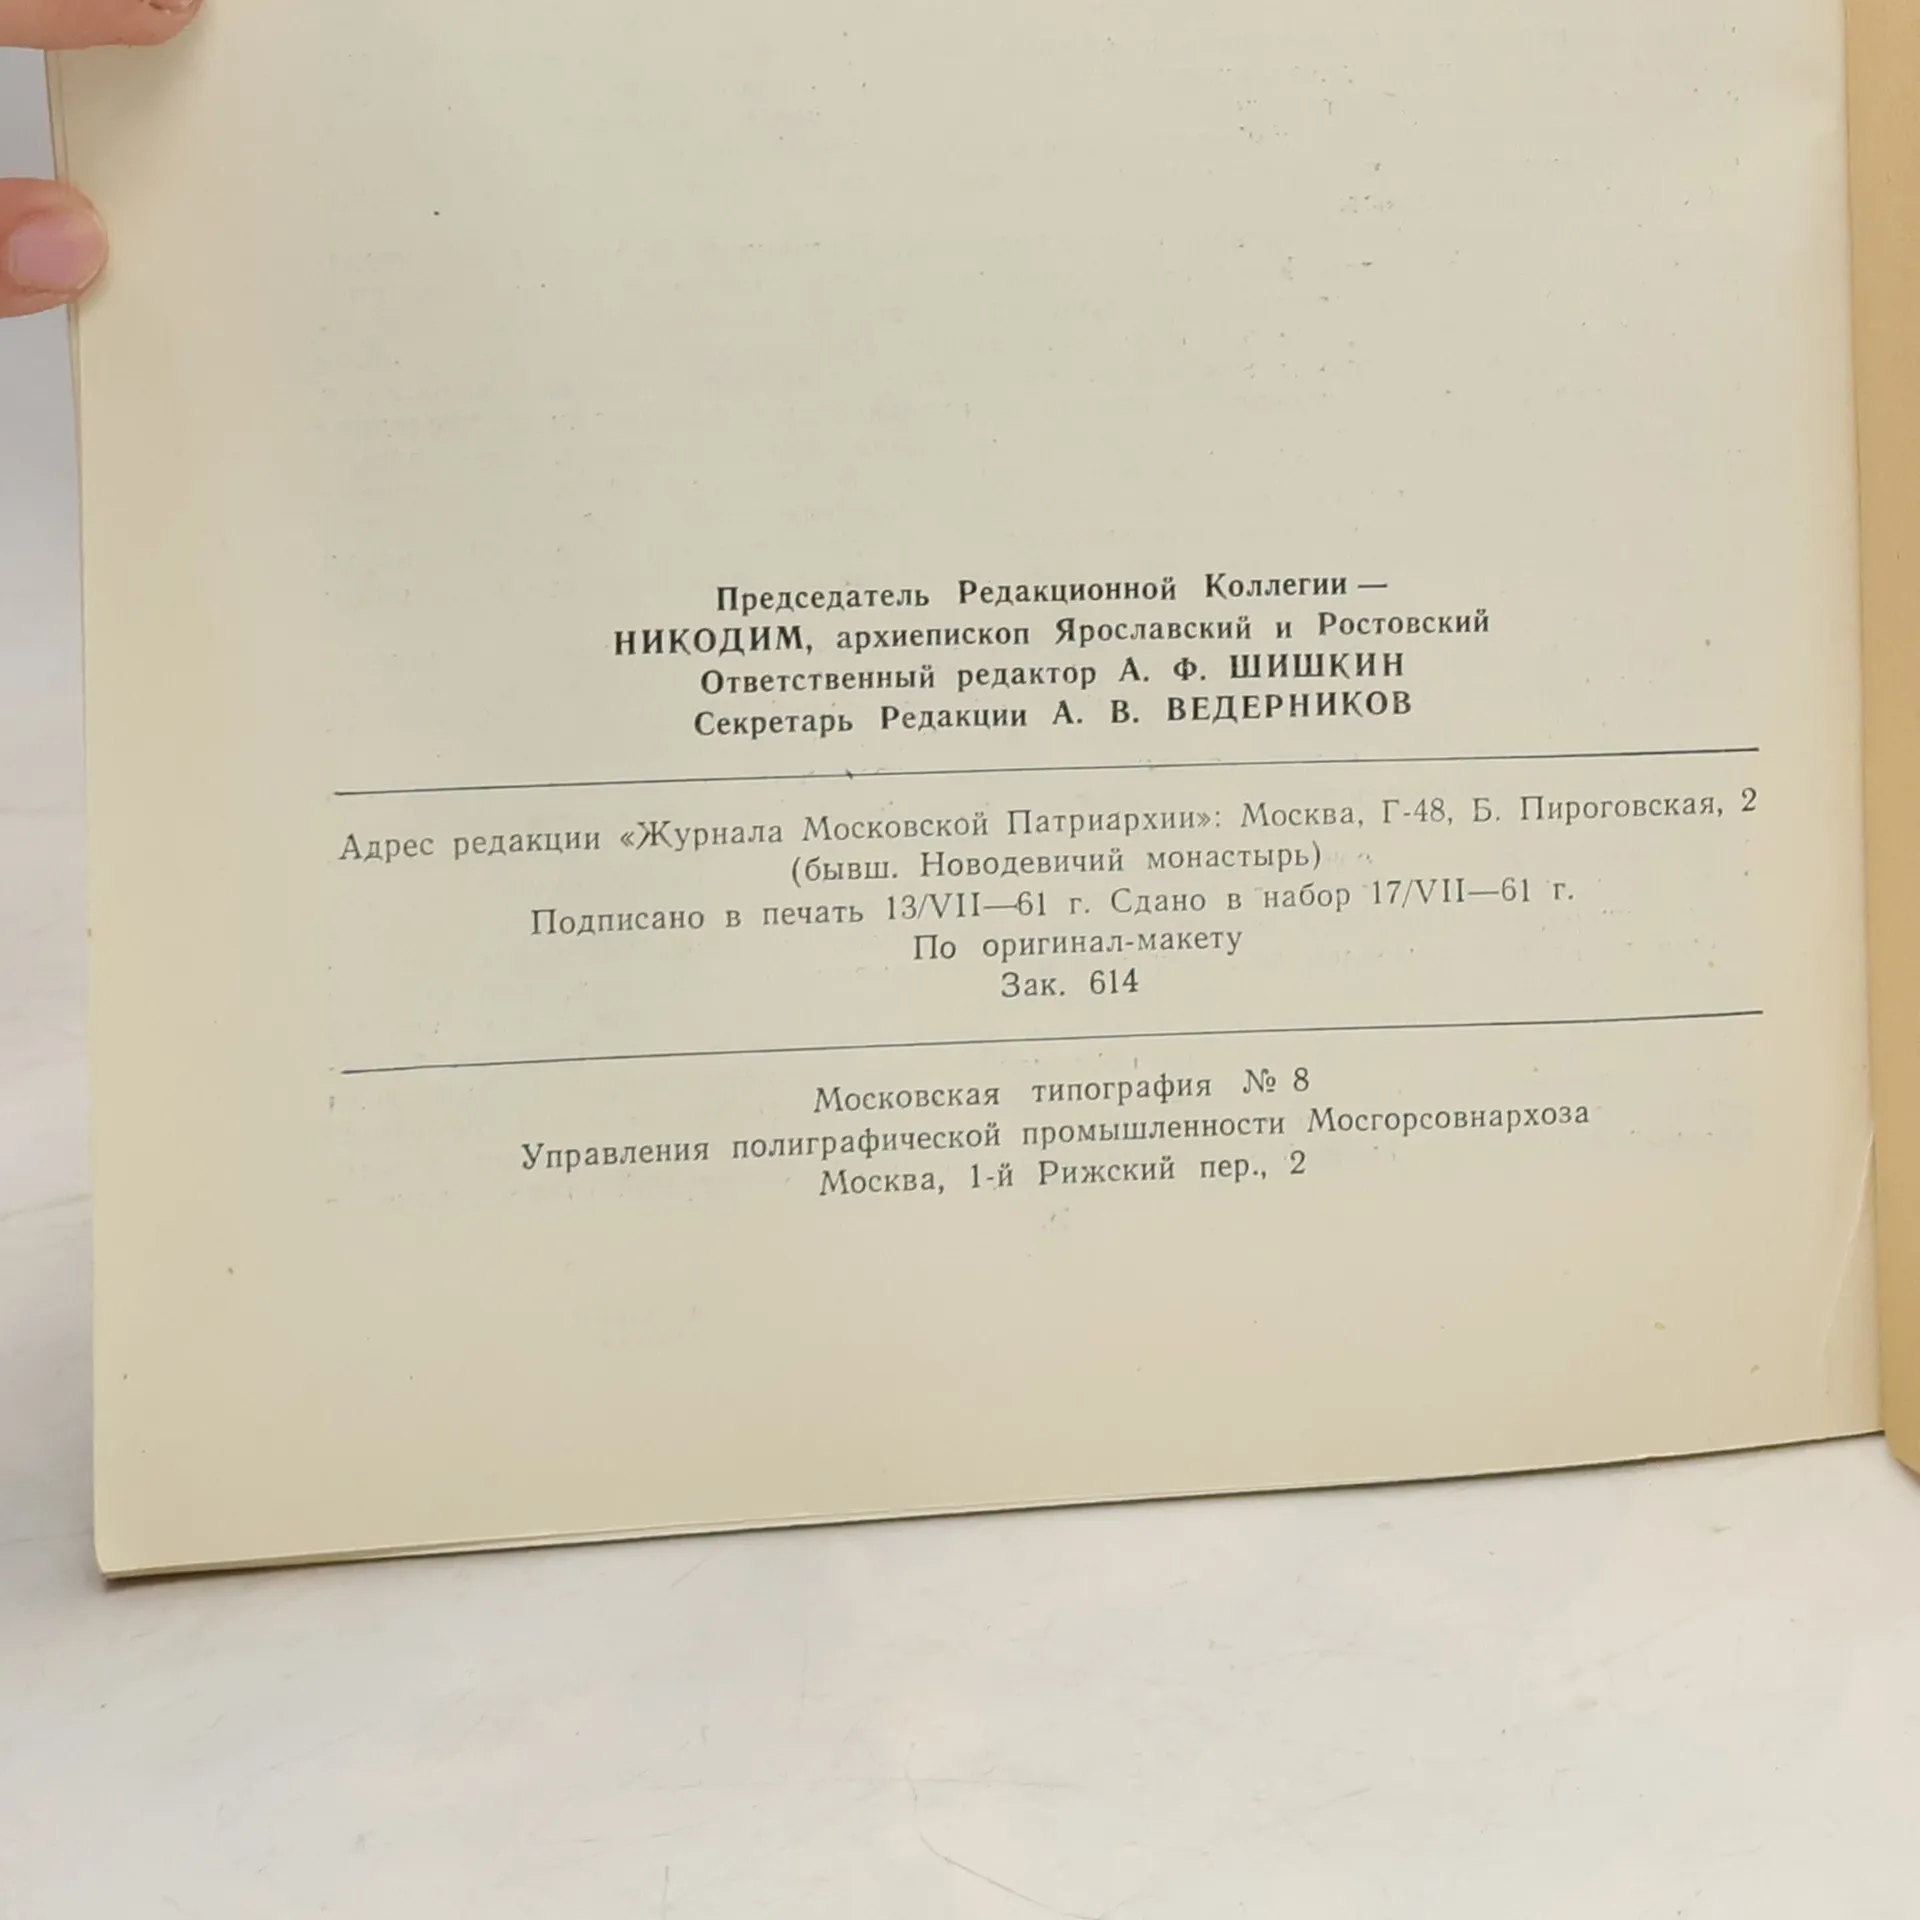 Председатель Редакционной Коллегии —
НИКОДИМ, архиепископ Ярославский и Ростовский
Ответственный редактор А. Ф. ШИШКИН
Секретарь Редакции А. В. ВЕДЕРНИКОВ
Адрес редакции «Журнала Московской Патриархии»: Москва, Г-48, Б. Пироговская, 2
(бывш. Новодевичий монастырь)
Подписано в печать 13/VII—61 г. Сдано в набор 17/VII—61 г.
По оригинал-макету
Зак. 614
Московская типография № 8
Управления полиграфической промышленности Мосгорсовнархоза
Москва, 1-й Рижский пер., 2